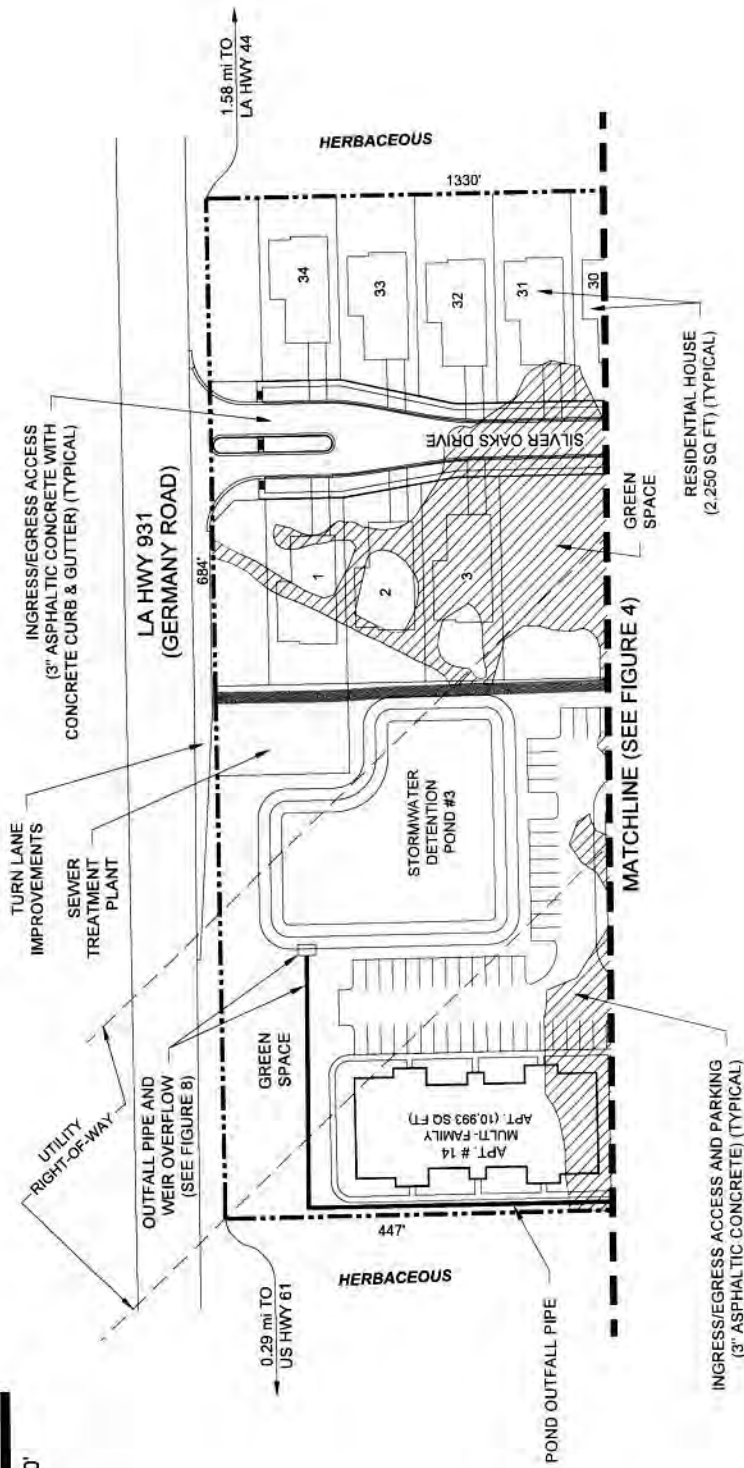 1.58 mi TO
LA HWY 44
HERBACEOUS
1330'
INGRESS/EGRESS ACCESS
(3" ASPHALTIC CONCRETE WITH
CONCRETE CURB & GUTTER) (TYPICAL)
LA HWY 931
(GERMANY ROAD)
684'
TURN LANE
IMPROVEMENTS
SEWER
TREATMENT
PLANT
UTILITY
RIGHT-OF-WAY
OUTFALL PIPE AND
WEIR OVERFLOW
(SEE FIGURE 8)
GREEN
SPACE
0.29 mi TO
US HWY 61
447'
HERBACEOUS
POND OUTFALL PIPE
34
33
32
31
30
SILVER OAKS DRIVE
1
2
3
STORMWATER
DETENTION
POND #3
APT. # 14
MULTI-FAMILY
APT. (10,993 SQ FT)
GREEN
SPACE
RESIDENTIAL HOUSE
(2,250 SQ FT) (TYPICAL)
MATCHLINE (SEE FIGURE 4)
INGRESS/EGRESS ACCESS AND PARKING
(3" ASPHALTIC CONCRETE) (TYPICAL)
0'